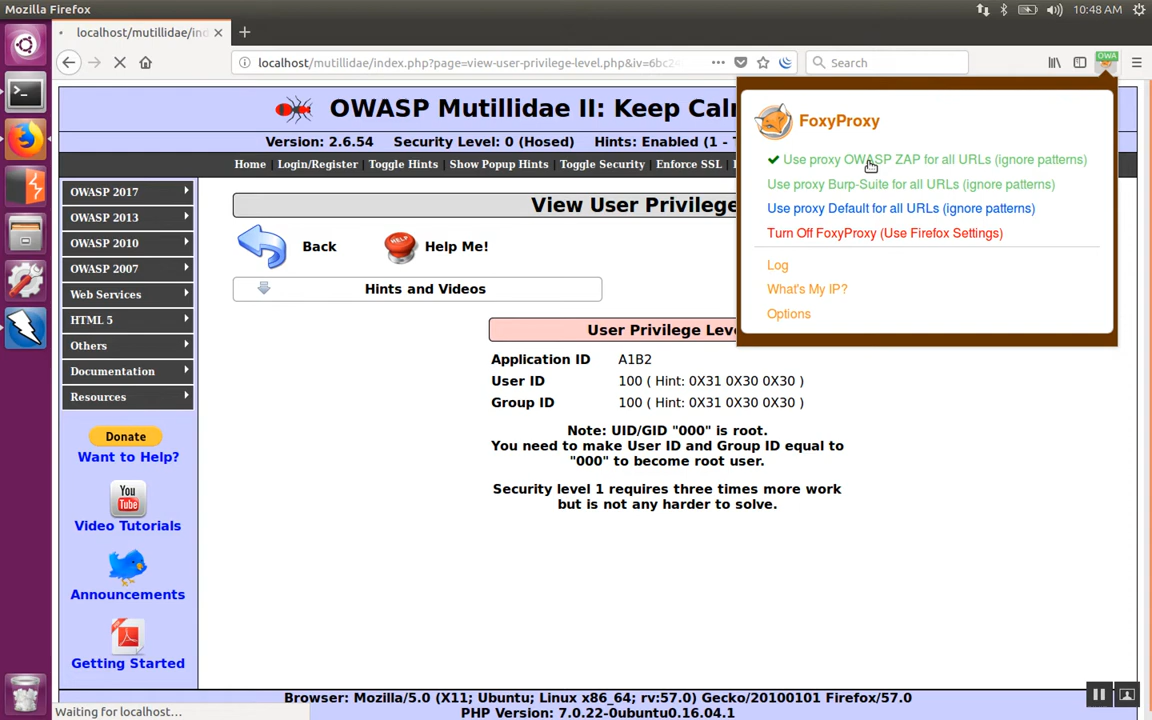 Mozilla Firefox
10:48 AM
localhost/mutillidae/ind
localhost/mutillidae/index.php?page=view-user-privilege-level.php&iv=6bc2
Search
OWA
OWASP Mutillidae II: Keep Calm
Version: 2.6.54 Security Level: 0 (Hosed) Hints: Enabled (1 -
Home | Login/Register | Toggle Hints | Show Popup Hints | Toggle Security | Enforce SSL |
FoxyProxy
Use proxy OWASP ZAP for all URLs (ignore patterns)
Use proxy Burp-Suite for all URLs (ignore patterns)
Use proxy Default for all URLs (ignore patterns)
Turn Off FoxyProxy (Use Firefox Settings)
Log
What's My IP?
Options
OWASP 2017
OWASP 2013
OWASP 2010
OWASP 2007
Web Services
HTML 5
Others
Documentation
Resources
Donate
Want to Help?
You
Tube
Video Tutorials
Announcements
Getting Started
View User Privilege
Back
HELP
Help Me!
Hints and Videos
User Privilege Leve
Application ID A1B2
User ID 100 ( Hint: 0X31 0X30 0X30 )
Group ID 100 ( Hint: 0X31 0X30 0X30 )
Note: UID/GID "000" is root.
You need to make User ID and Group ID equal to
"000" to become root user.
Security level 1 requires three times more work
but is not any harder to solve.
Browser: Mozilla/5.0 (X11; Ubuntu; Linux x86_64; rv:57.0) Gecko/20100101 Firefox/57.0
PHP Version: 7.0.22-0ubuntu0.16.04.1
Waiting for localhost…